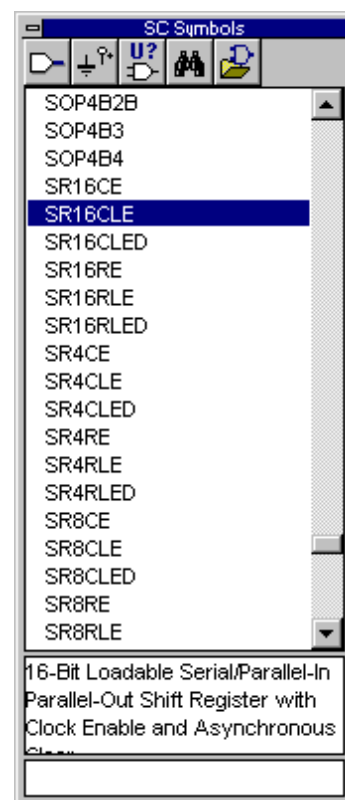 SC Symbols
U?
SOP4B2B
SOP4B3
SOP4B4
SR16CE
SR16CLE
SR16CLED
SR16RE
SR16RLE
SR16RLED
SR4CE
SR4CLE
SR4CLED
SR4RE
SR4RLE
SR4RLED
SR8CE
SR8CLE
SR8CLED
SR8RE
SR8RLE
16-Bit Loadable Serial/Parallel-In
Parallel-Out Shift Register with
Clock Enable and Asynchronous